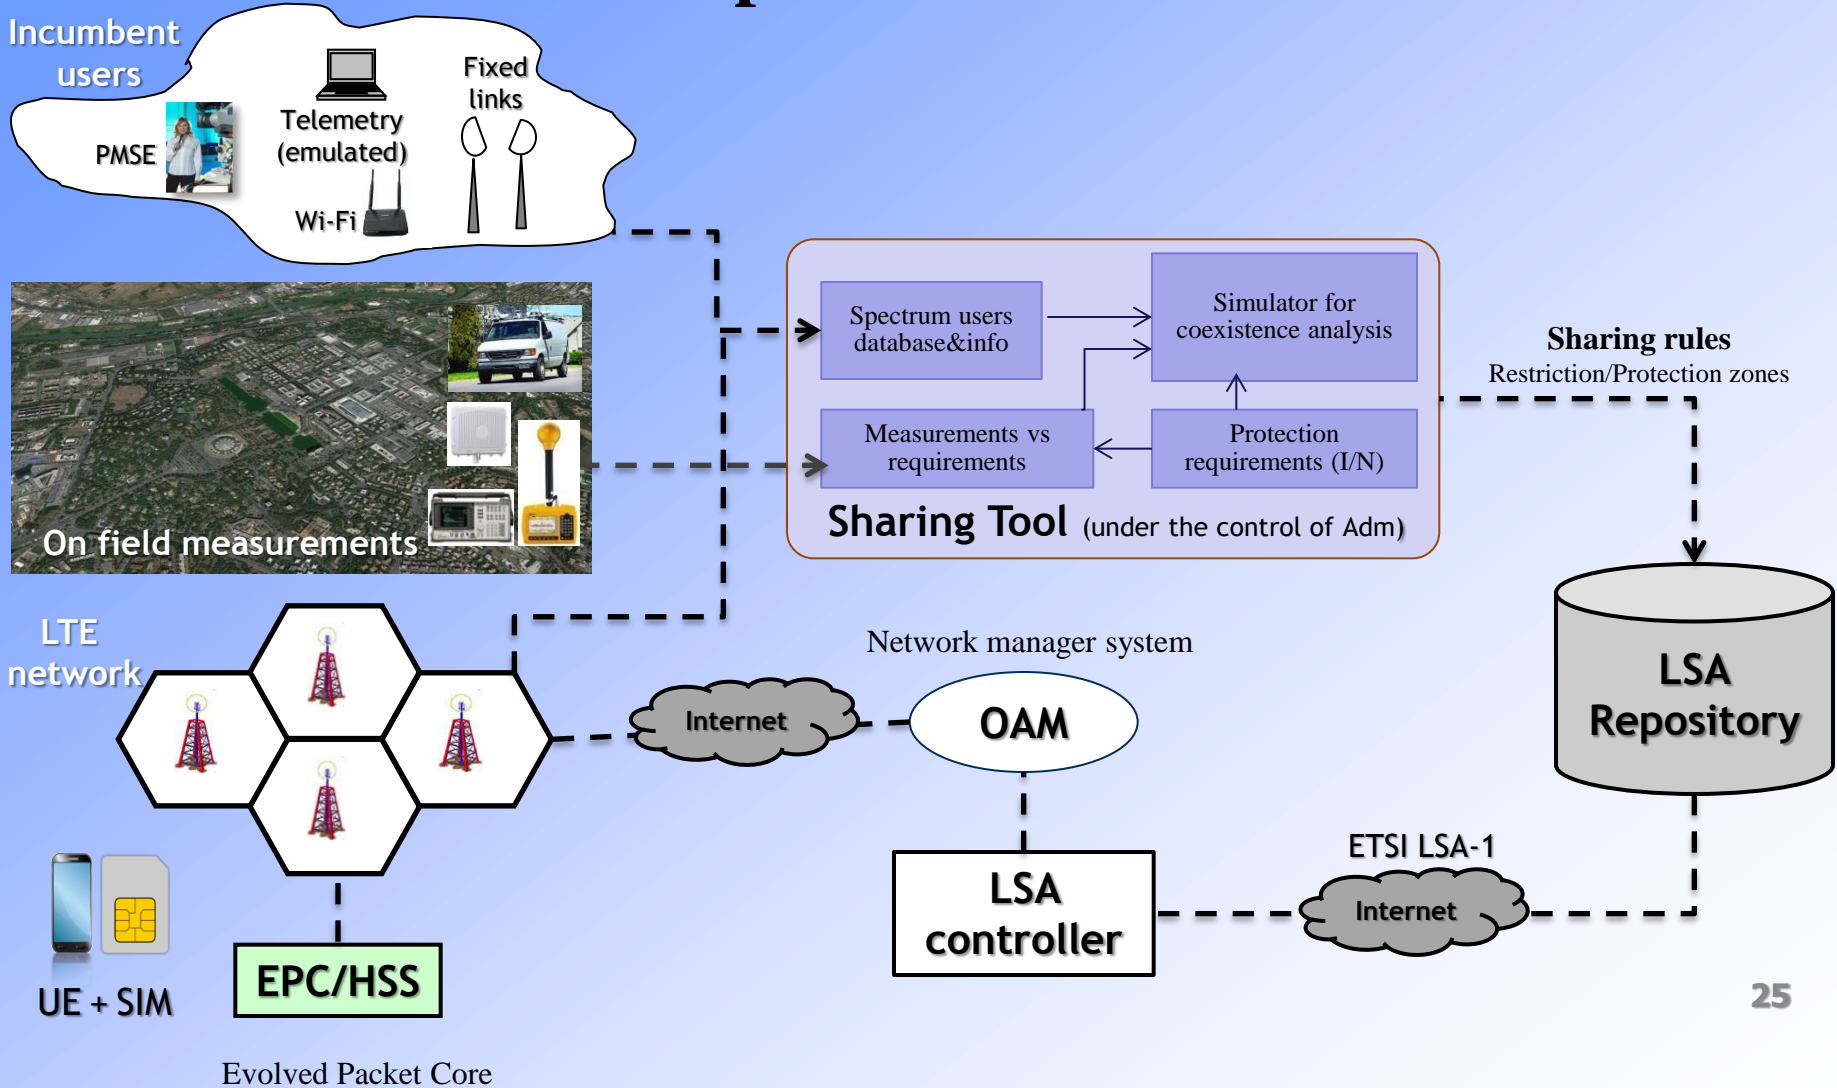 Incumbent
users
Fixed
links
Telemetry
(emulated)
PMSE
Wi-Fi
Spectrum users
database&info
Simulator for
coexistence analysis
Measurements vs
requirements
Protection
requirements (I/N)
Sharing Tool (under the control of Adm)
Sharing rules
Restriction/Protection zones
On field measurements
LTE
network
Network manager system
Internet
OAM
LSA
Repository
LSA
controller
ETSI LSA-1
Internet
UE + SIM
EPC/HSS
Evolved Packet Core
25